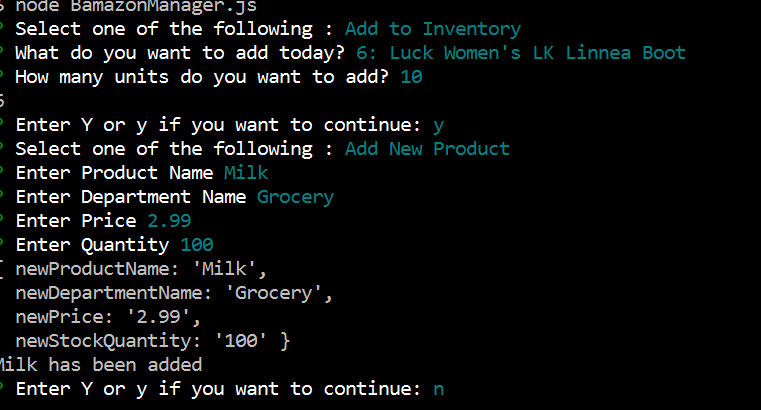 $ node BamazonManager.js
? Select one of the following : Add to Inventory
? What do you want to add today? 6: Luck Women's LK Linnea Boot
? How many units do you want to add? 10
6
? Enter Y or y if you want to continue: y
? Select one of the following : Add New Product
? Enter Product Name Milk
? Enter Department Name Grocery
? Enter Price 2.99
? Enter Quantity 100
{ newProductName: 'Milk',
newDepartmentName: 'Grocery',
newPrice: '2.99',
newStockQuantity: '100' }
Milk has been added
? Enter Y or y if you want to continue: n